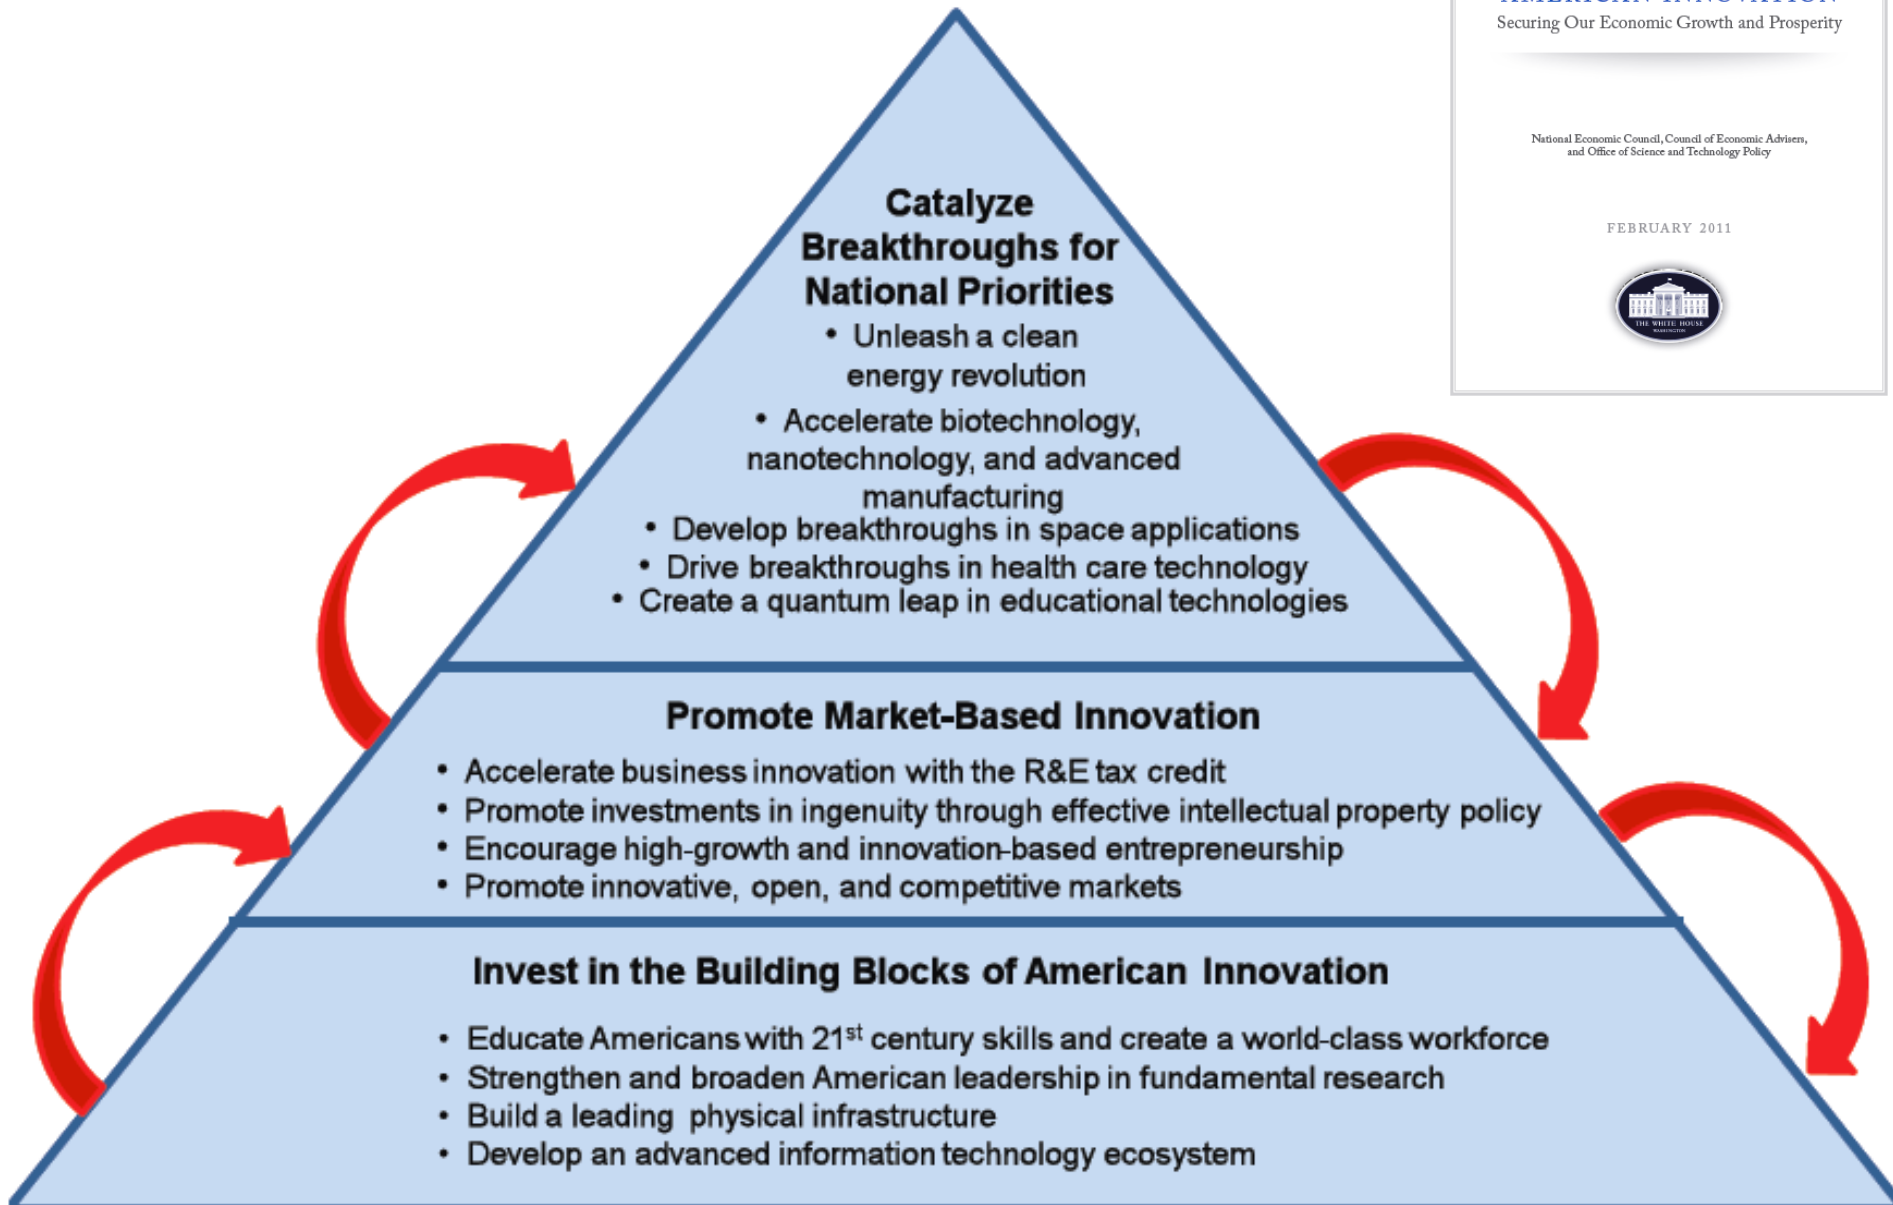 AMERICAN INNOVATION
Securing Our Economic Growth and Prosperity
National Economic Council, Council of Economic Advisers,
and Office of Science and Technology Policy
FEBRUARY 2011
THE WHITE HOUSE
WASHINGTON
Catalyze
Breakthroughs for
National Priorities
• Unleash a clean
energy revolution
• Accelerate biotechnology,
nanotechnology, and advanced
manufacturing
• Develop breakthroughs in space applications
• Drive breakthroughs in health care technology
• Create a quantum leap in educational technologies
Promote Market-Based Innovation
• Accelerate business innovation with the R&E tax credit
• Promote investments in ingenuity through effective intellectual property policy
• Encourage high-growth and innovation-based entrepreneurship
• Promote innovative, open, and competitive markets
Invest in the Building Blocks of American Innovation
• Educate Americans with 21st century skills and create a world-class workforce
• Strengthen and broaden American leadership in fundamental research
• Build a leading physical infrastructure
• Develop an advanced information technology ecosystem